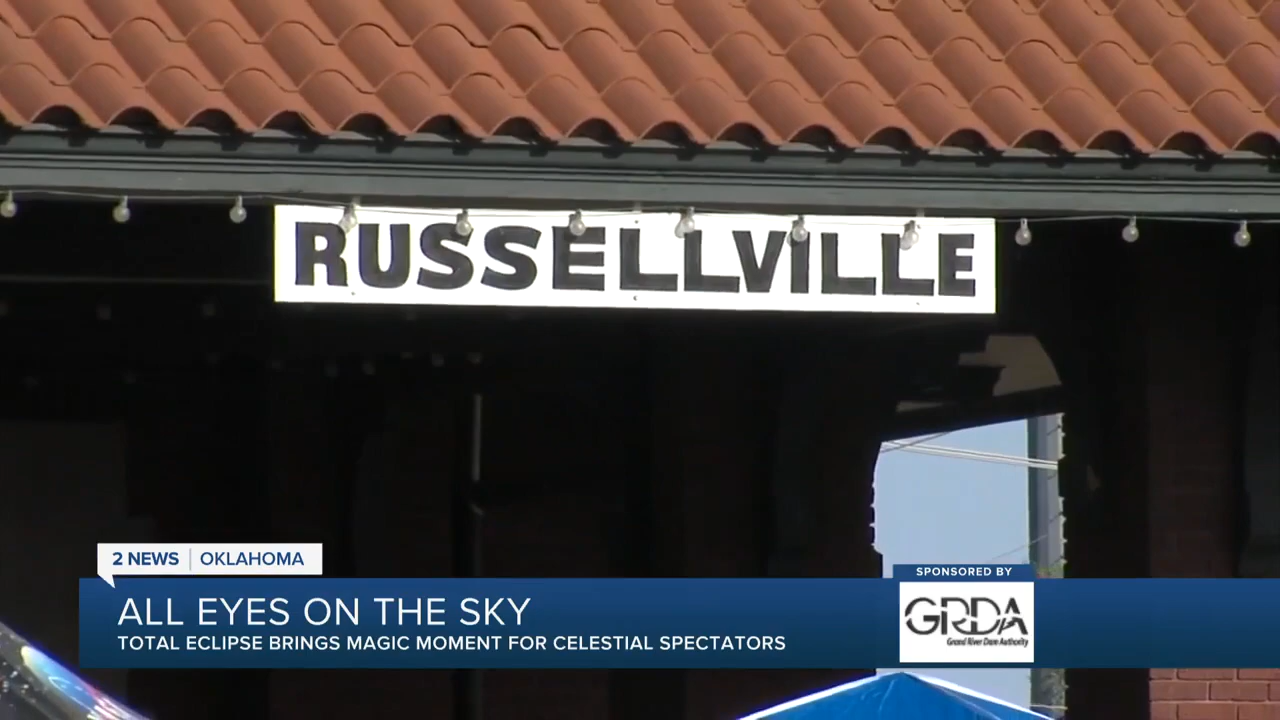 RUSSELLVILLE
2 NEWS OKLAHOMA
ALL EYES ON THE SKY
TOTAL ECLIPSE BRINGS MAGIC MOMENT FOR CELESTIAL SPECTATORS
SPONSORED BY
GRDA
Grand River Dam Authority